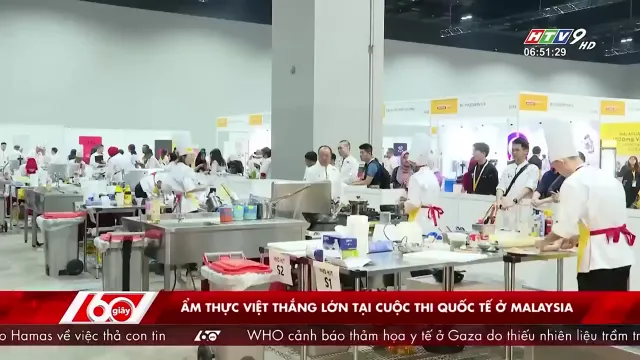 HTV9 HD
06:51:29
S2
S1
60 giây
ẨM THỰC VIỆT THẮNG LỚN TẠI CUỘC THI QUỐC TẾ Ở MALAYSIA
o Hamas về việc thả con tin 60 WHO cảnh báo thảm họa y tế ở Gaza do thiếu nhiên liệu trầm t